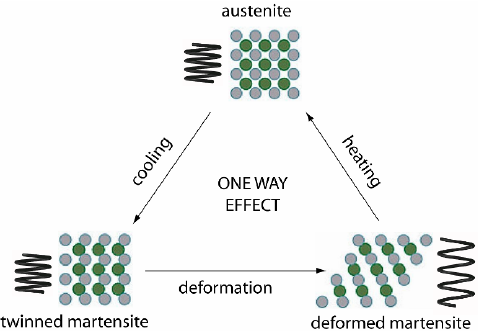 austenite
cooling
heating
ONE WAY
EFFECT
deformation
twinned martensite
deformed martensite